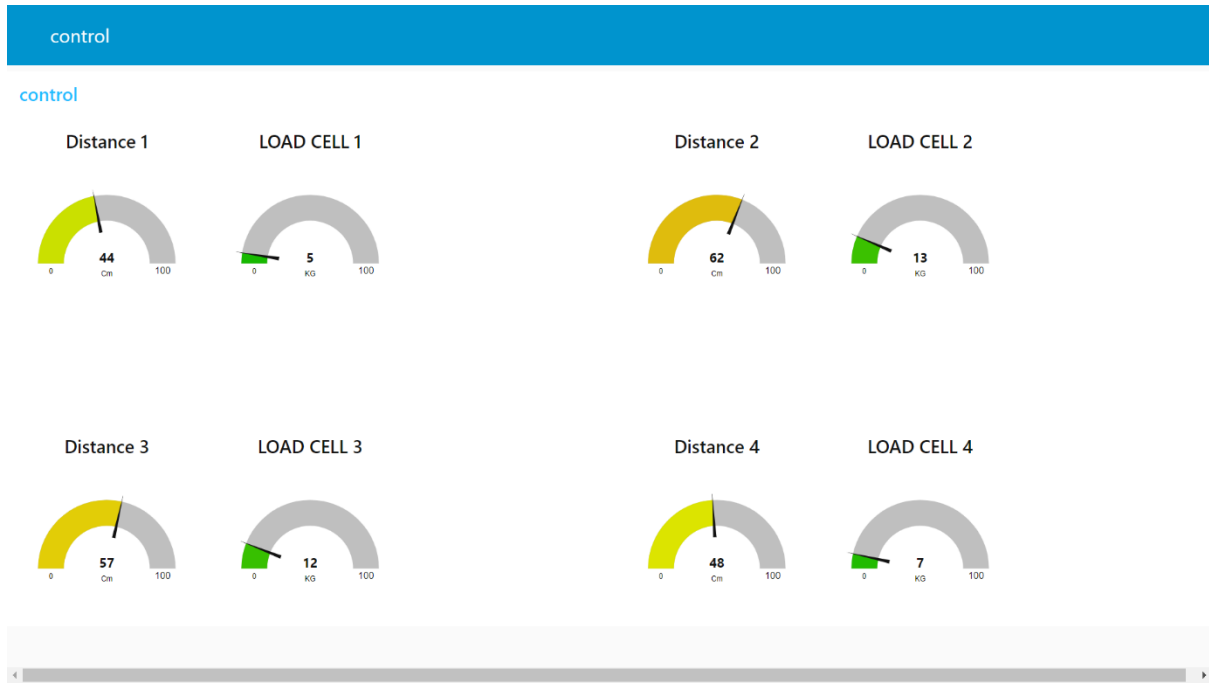 control
control
Distance 1
LOAD CELL 1
Distance 2
LOAD CELL 2
44
Cm
0
100
5
KG
0
100
62
Cm
0
100
13
KG
0
100
Distance 3
LOAD CELL 3
Distance 4
LOAD CELL 4
57
Cm
0
100
12
KG
0
100
48
Cm
0
100
7
KG
0
100